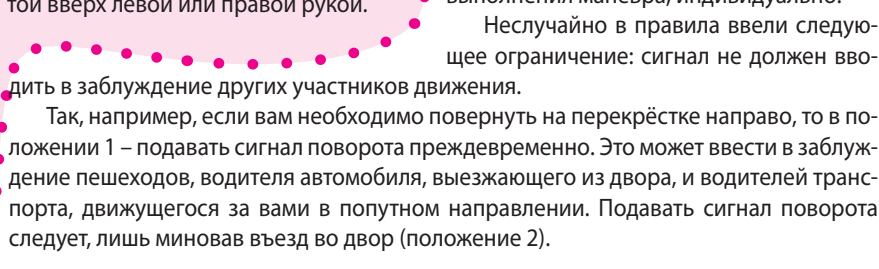 той вверх левой или правой рукой.
выполнения маневра, индивидуально.
Неслучайно в правила ввели следую-
щее ограничение: сигнал не должен вво-
дить в заблуждение других участников движения.
Так, например, если вам необходимо повернуть на перекрёстке направо, то в по-
ложении 1 – подавать сигнал поворота преждевременно. Это может ввести в заблуж-
дение пешеходов, водителя автомобиля, выезжающего из двора, и водителей транс-
порта, движущегося за вами в попутном направлении. Подавать сигнал поворота
следует, лишь миновав въезд во двор (положение 2).